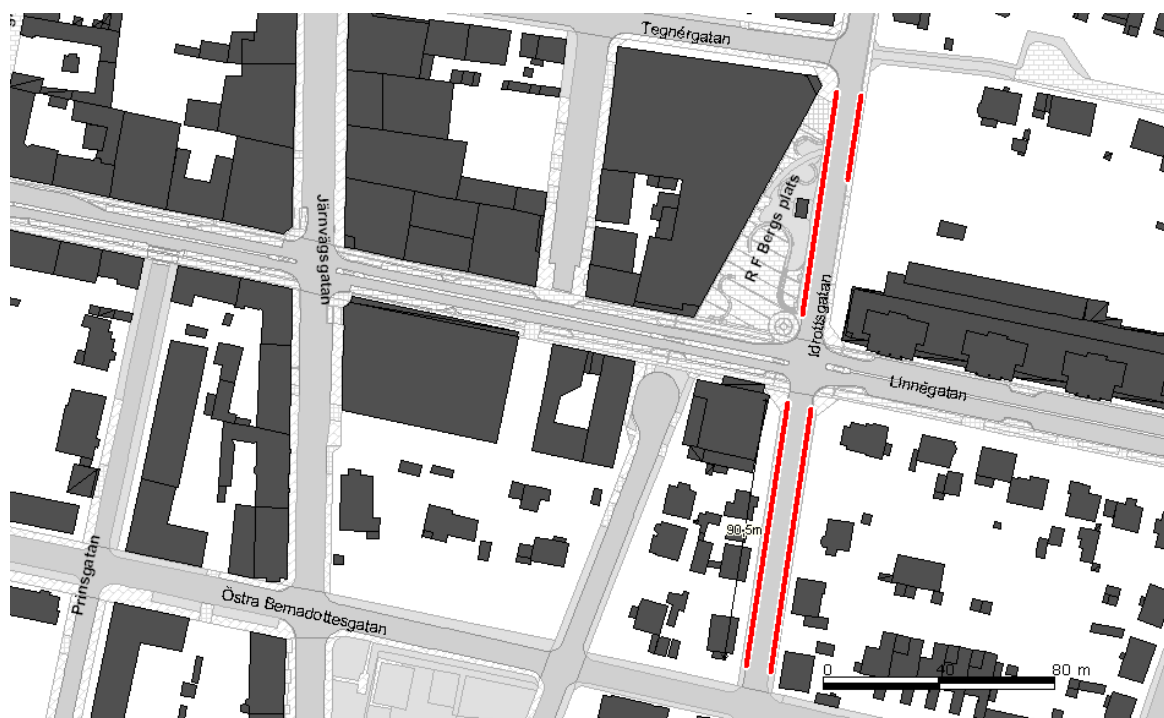 Tegnérgatan
Järnvägsgatan
R F Bergs plats
Idrottsgatan
Linnégatan
90,5m
Prinsgatan
Östra Bernadottesgatan
0 40 80 m